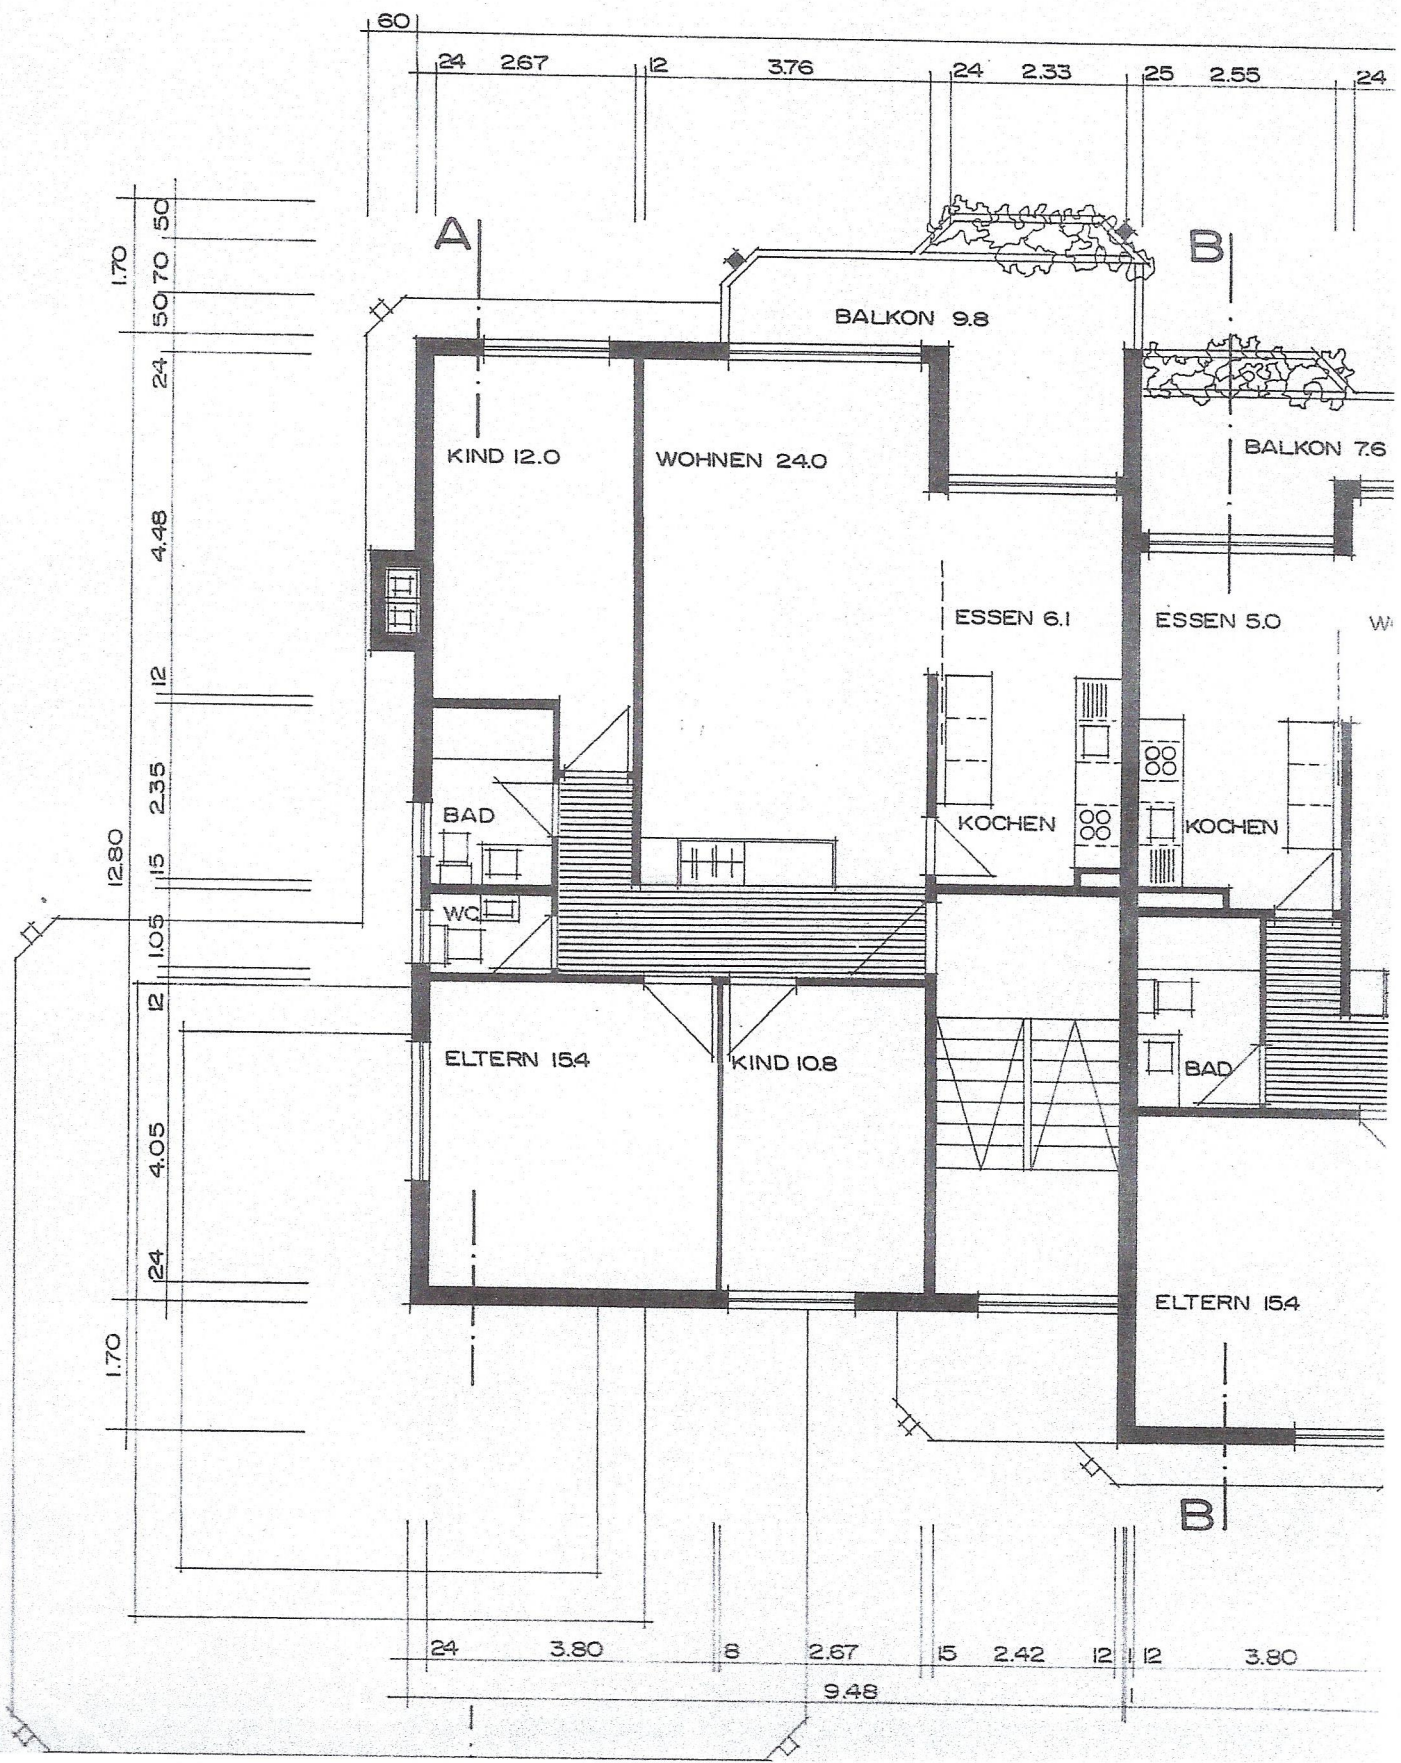 60
24 2.67 12 3.76 24 2.33 25 2.55 24
50
1.70
70
50
24
A
B
BALKON 9.8
BALKON 7.6
KIND 12.0
WOHNEN 24.0
4.48
ESSEN 6.1
ESSEN 5.0
12
2.35
BAD
KOCHEN
KOCHEN
12.80
15
WC
1.05
12
ELTERN 15.4
KIND 10.8
BAD
4.05
24
ELTERN 15.4
1.70
B
24 3.80 8 2.67 15 2.42 12 12 3.80
9.48